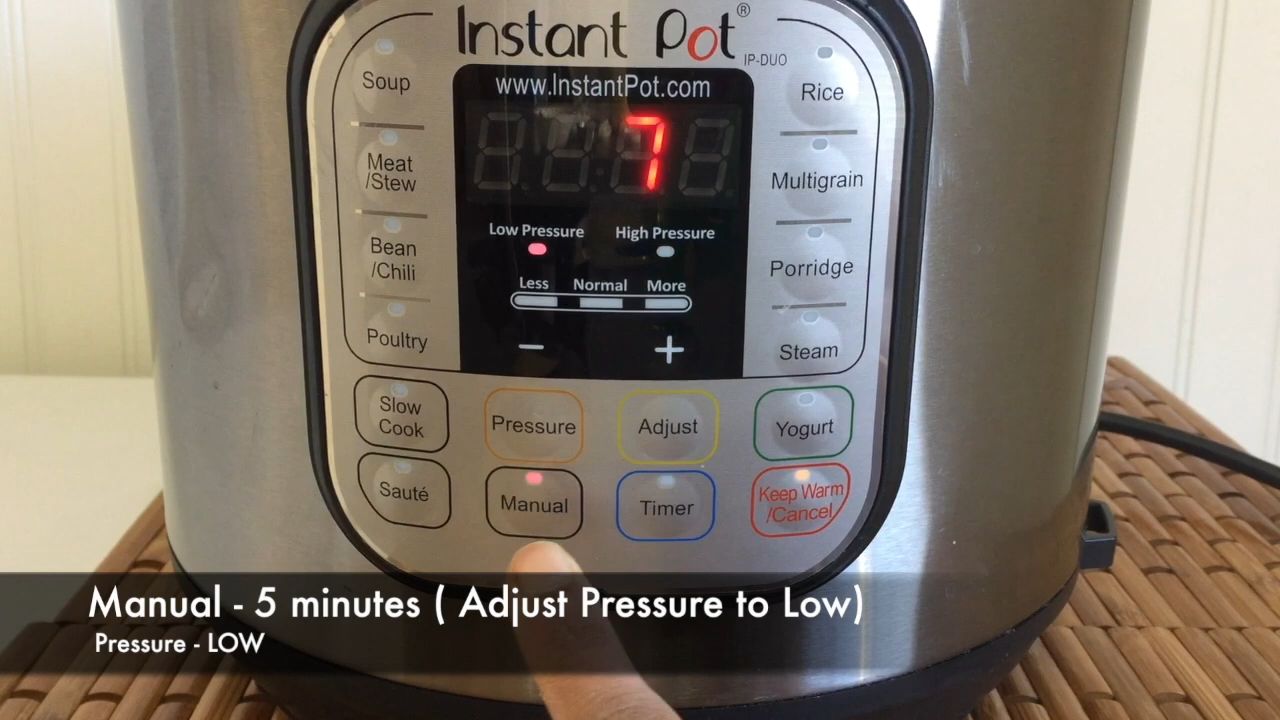 Instant Pot®
IP-DUO
www.InstantPot.com
7
Low Pressure
High Pressure
Less
Normal
More
−
+
Soup
Meat
/Stew
Bean
/Chili
Poultry
Rice
Multigrain
Porridge
Steam
Slow
Cook
Pressure
Adjust
Yogurt
Sauté
Manual
Timer
Keep Warm
/Cancel
Manual - 5 minutes ( Adjust Pressure to Low)
Pressure - LOW